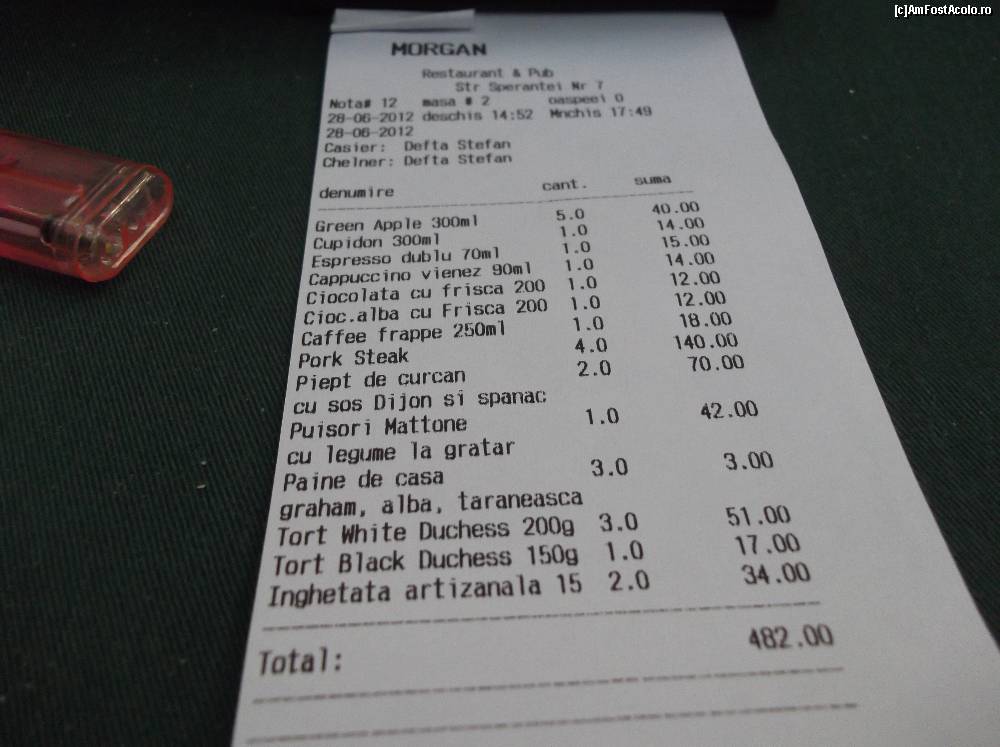 [c]AmFostAcolo.ro
MORGAN
Restaurant & Pub
Str Sperantei Nr 7
Nota# 12 masa # 2 oaspeei 0
28-06-2012 deschis 14:52 Mnchis 17:49
28-06-2012
Casier: Defta Stefan
Chelner: Defta Stefan
denumire cant. suma
Green Apple 300ml 5.0 40.00
Cupidon 300ml 1.0 14.00
Espresso dublu 70ml 1.0 15.00
Cappuccino vienez 90ml 1.0 14.00
Ciocolata cu frisca 200 1.0 12.00
Cioc.alba cu Frisca 200 1.0 12.00
Caffee frappe 250ml 1.0 18.00
Pork Steak 4.0 140.00
Piept de curcan 2.0 70.00
cu sos Dijon si spanac
Puisori Mattone 1.0 42.00
cu legume la gratar
Paine de casa 3.0 3.00
graham, alba, taraneasca
Tort White Duchess 200g 3.0 51.00
Tort Black Duchess 150g 1.0 17.00
Inghetata artizanala 15 2.0 34.00
Total: 482.00